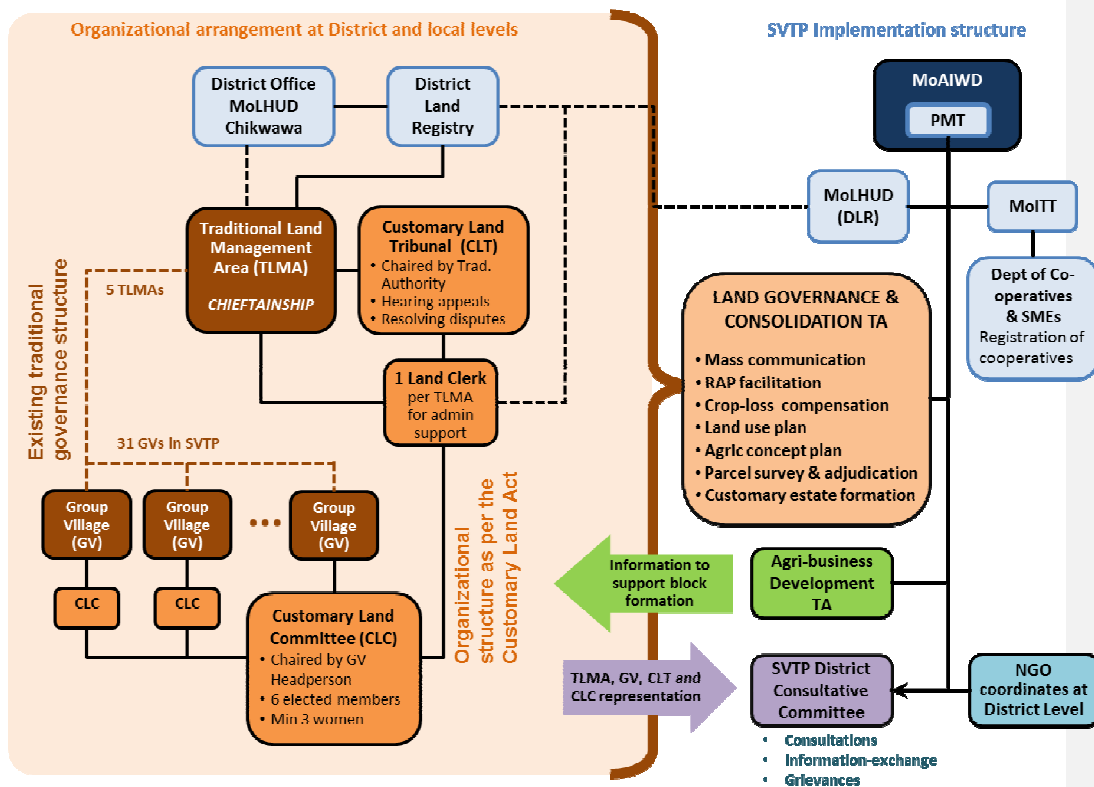 Organizational arrangement at District and local levels
SVTP Implementation structure
District Office
MoLHUD
Chikwawa
District
Land
Registry
MoAIWD
PMT
MoLHUD
(DLR)
MoITT
Dept of Co-
operatives
& SMEs
Registration of
cooperatives
Traditional Land
Management
Area (TLMA)
CHIEFTAINSHIP
Customary Land
Tribunal (CLT)
• Chaired by Trad.
Authority
• Hearing appeals
• Resolving disputes
5 TLMAs
Existing traditional
governance structure
1 Land Clerk
per TLMA
for admin
support
31 GVs in SVTP
LAND GOVERNANCE &
CONSOLIDATION TA
• Mass communication
• RAP facilitation
• Crop-loss compensation
• Land use plan
• Agric concept plan
• Parcel survey & adjudication
• Customary estate formation
Group
Village
(GV)
Group
Village
(GV)
•••
Group
Village
(GV)
Organizational
structure as per the
Customary Land Act
CLC
CLC
Customary Land
Committee (CLC)
• Chaired by GV
Headperson
• 6 elected members
• Min 3 women
Information to
support block
formation
Agri-business
Development
TA
TLMA, GV, CLT and
CLC representation
SVTP District
Consultative
Committee
NGO
coordinates at
District Level
• Consultations
• Information-exchange
• Grievances